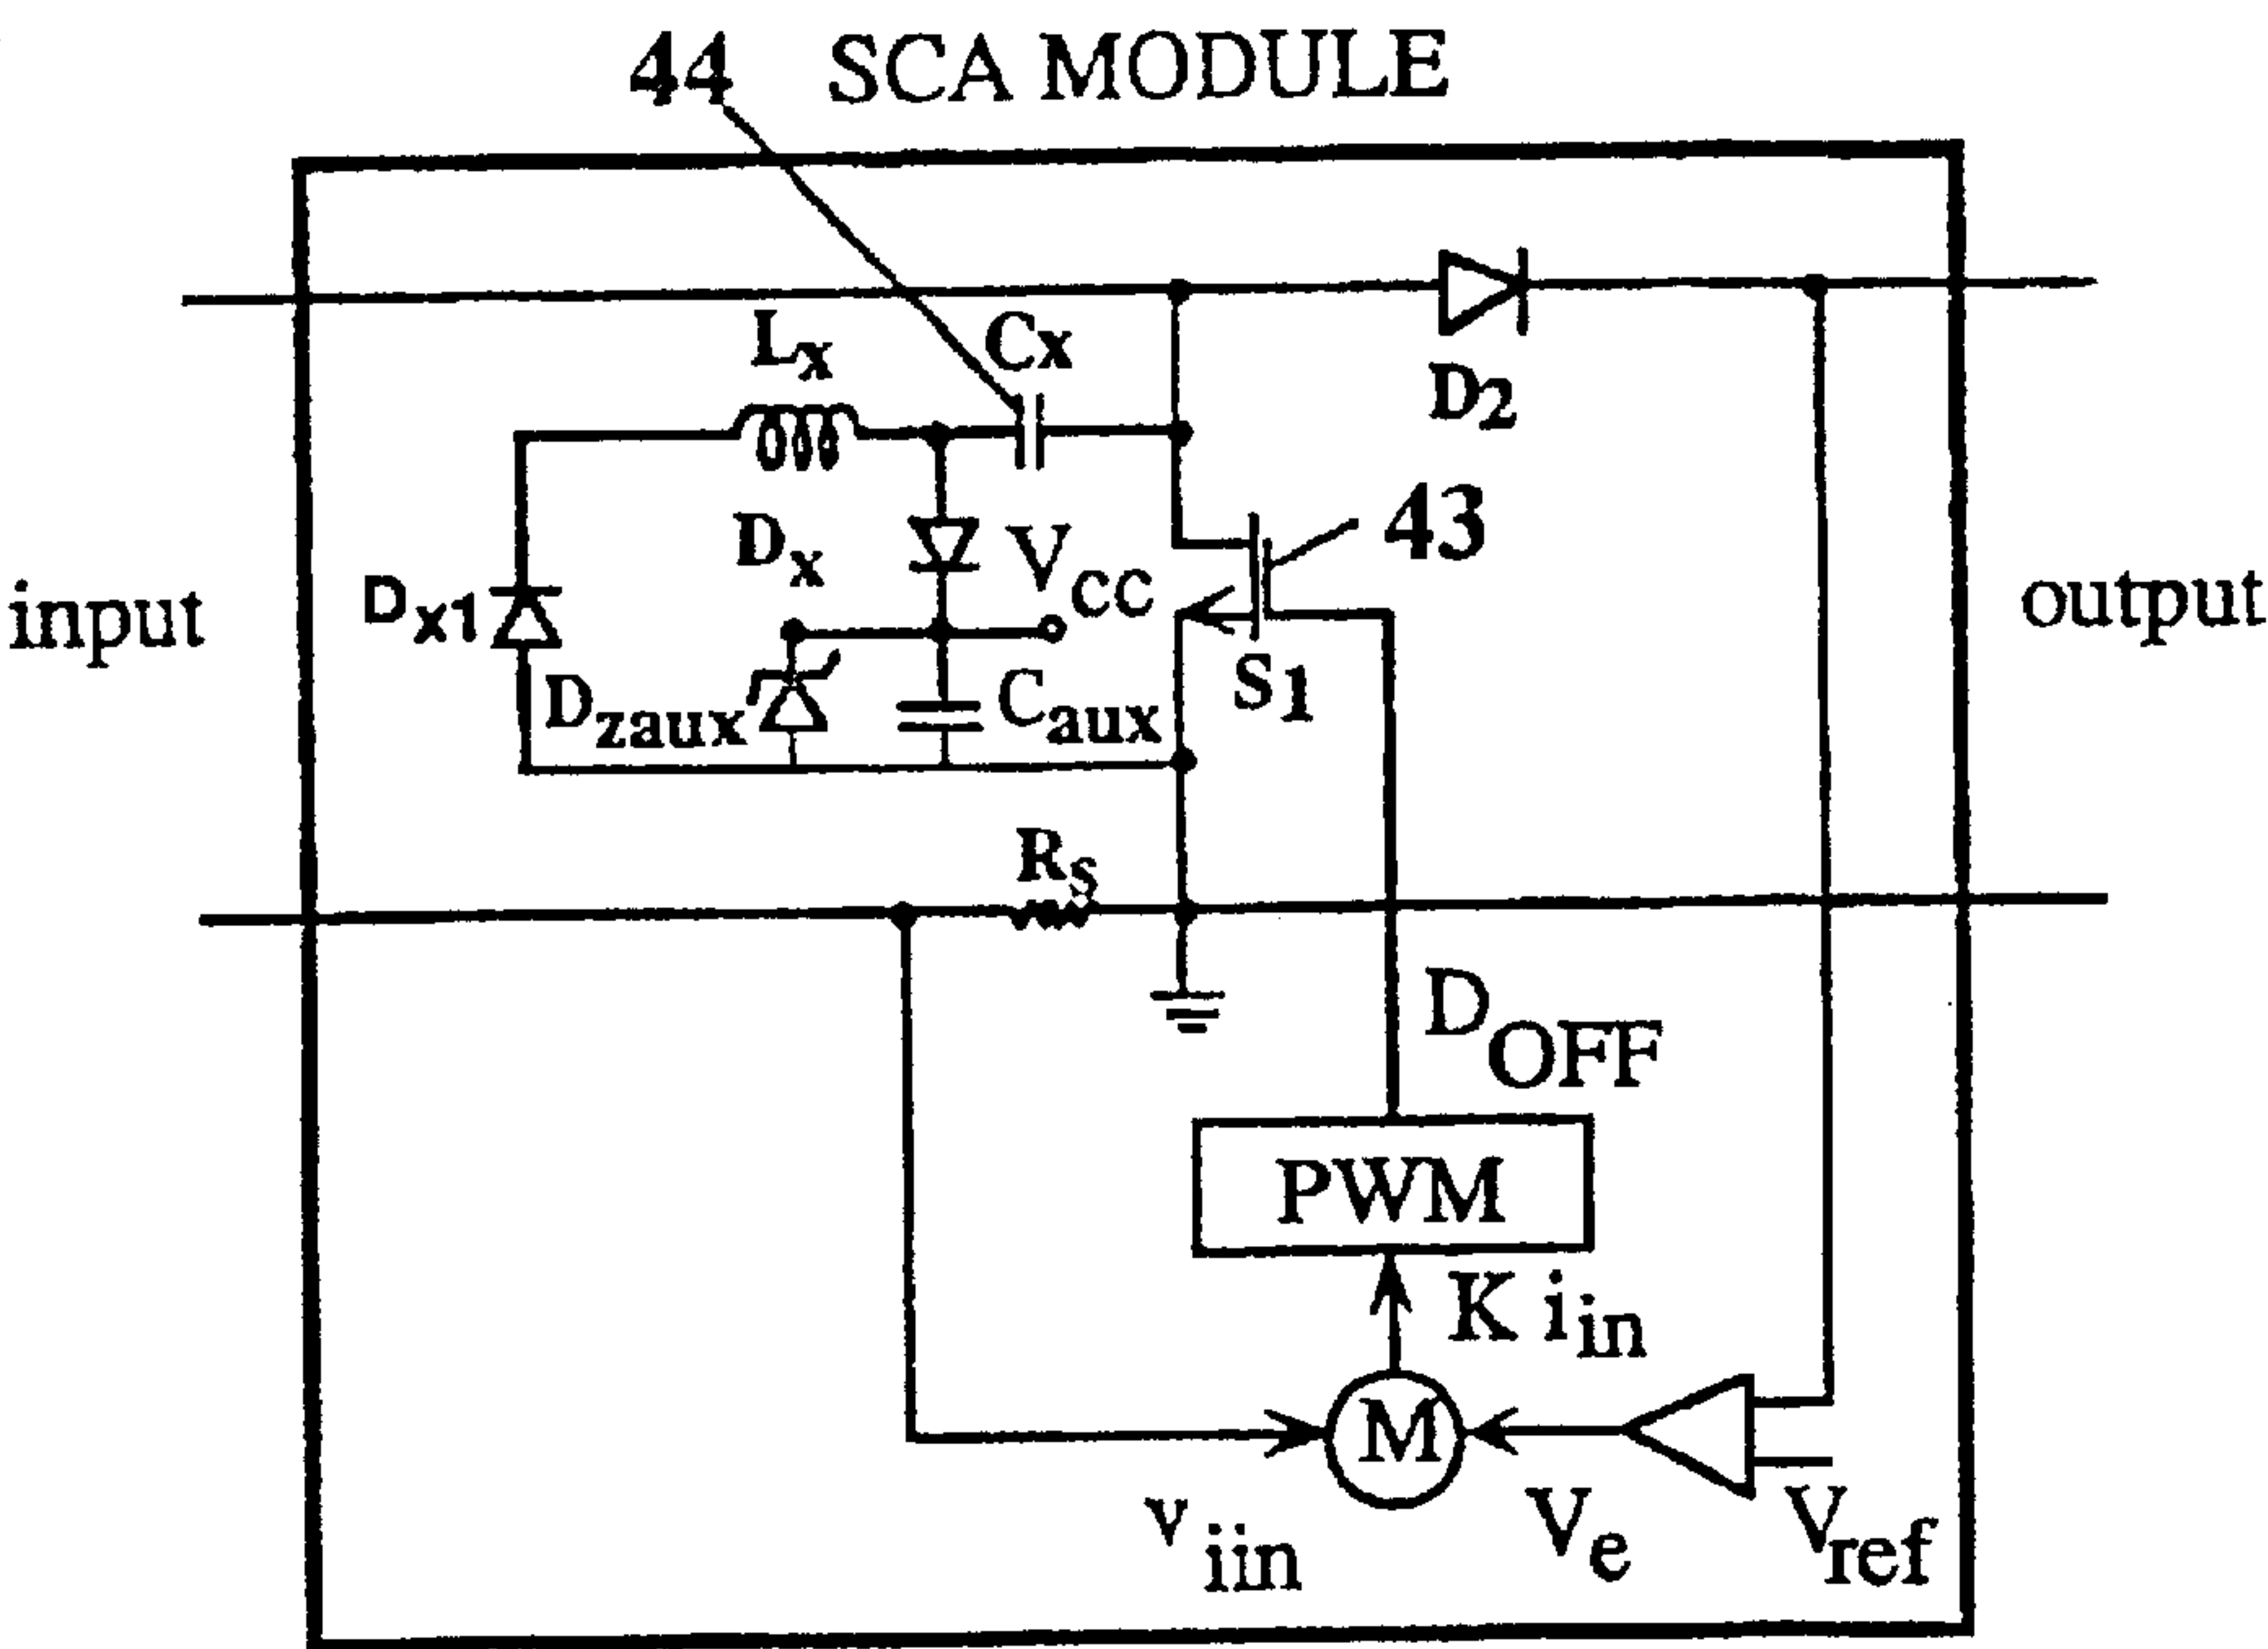 44 SCA MODULE
Lx
Cx
D2
43
Dx
VCC
input
Dx1
output
Dzaux
Caux
S1
Rs
DOFF
PWM
K iin
M
viin
Ve
Vref